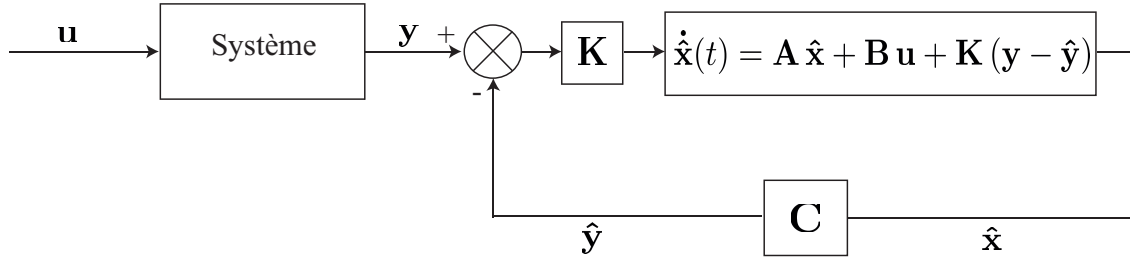 u
Système
y
+
-
K
ẋ̂(t) = A x̂ + B u + K (y − ŷ)
C
ŷ
x̂